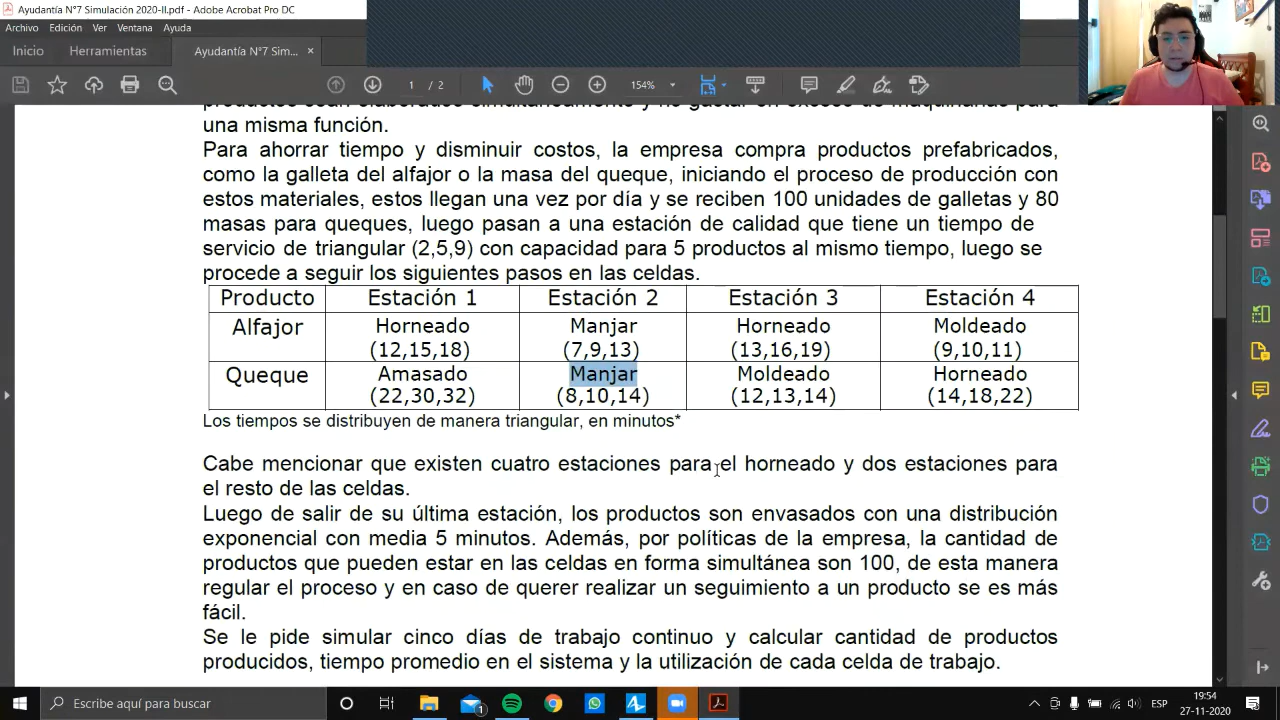 Ayudantía N°7 Simulación 2020-II.pdf - Adobe Acrobat Pro DC
Archivo Edición Ver Ventana Ayuda
Inicio Herramientas Ayudantía N°7 Sim... ×
1 / 2 154%
una misma función.
Para ahorrar tiempo y disminuir costos, la empresa compra productos prefabricados,
como la galleta del alfajor o la masa del queque, iniciando el proceso de producción con
estos materiales, estos llegan una vez por día y se reciben 100 unidades de galletas y 80
masas para queques, luego pasan a una estación de calidad que tiene un tiempo de
servicio de triangular (2,5,9) con capacidad para 5 productos al mismo tiempo, luego se
procede a seguir los siguientes pasos en las celdas.
Producto Estación 1 Estación 2 Estación 3 Estación 4
Alfajor Horneado Manjar Horneado Moldeado
(12,15,18) (7,9,13) (13,16,19) (9,10,11)
Queque Amasado Manjar Moldeado Horneado
(22,30,32) (8,10,14) (12,13,14) (14,18,22)
Los tiempos se distribuyen de manera triangular, en minutos*
Cabe mencionar que existen cuatro estaciones para el horneado y dos estaciones para
el resto de las celdas.
Luego de salir de su última estación, los productos son envasados con una distribución
exponencial con media 5 minutos. Además, por políticas de la empresa, la cantidad de
productos que pueden estar en las celdas en forma simultánea son 100, de esta manera
regular el proceso y en caso de querer realizar un seguimiento a un producto se es más
fácil.
Se le pide simular cinco días de trabajo continuo y calcular cantidad de productos
producidos, tiempo promedio en el sistema y la utilización de cada celda de trabajo.
Escribe aquí para buscar
1
ESP
19:54
27-11-2020